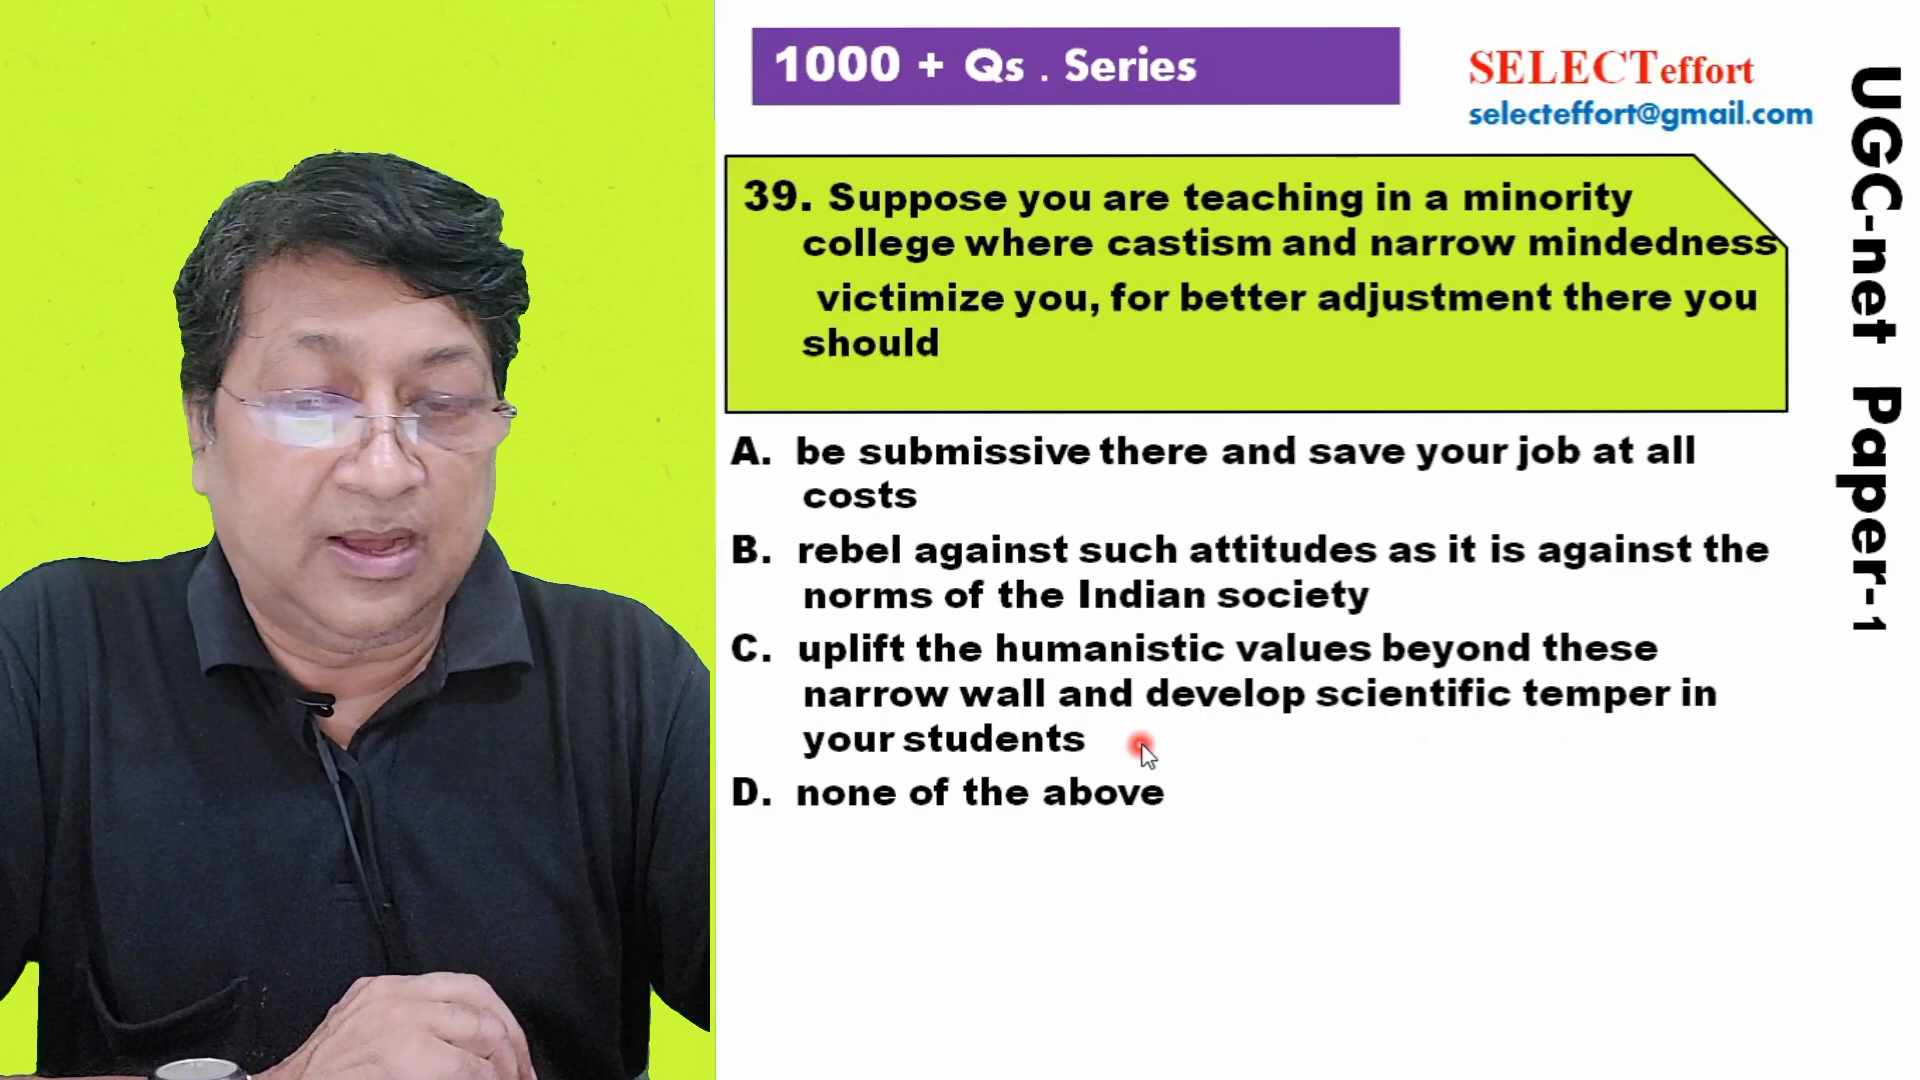 1000 + Qs . Series
SELECTeffort
selecteffort@gmail.com
39. Suppose you are teaching in a minority
college where castism and narrow mindedness
victimize you, for better adjustment there you
should
A. be submissive there and save your job at all
costs
B. rebel against such attitudes as it is against the
norms of the Indian society
C. uplift the humanistic values beyond these
narrow wall and develop scientific temper in
your students
D. none of the above
UGC-net Paper-1